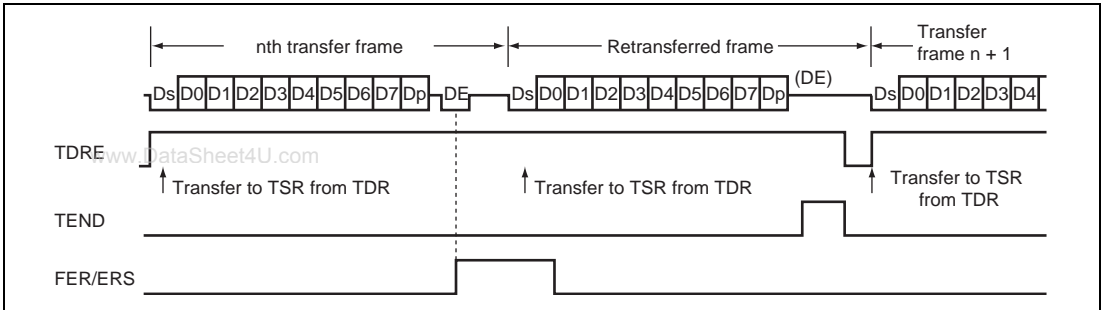 nth transfer frame
Retransferred frame
Transfer
frame n + 1
Ds D0 D1 D2 D3 D4 D5 D6 D7 Dp DE Ds D0 D1 D2 D3 D4 D5 D6 D7 Dp (DE) Ds D0 D1 D2 D3 D4
TDRE
www.DataSheet4U.com
Transfer to TSR from TDR
Transfer to TSR from TDR
Transfer to TSR
from TDR
TEND
FER/ERS